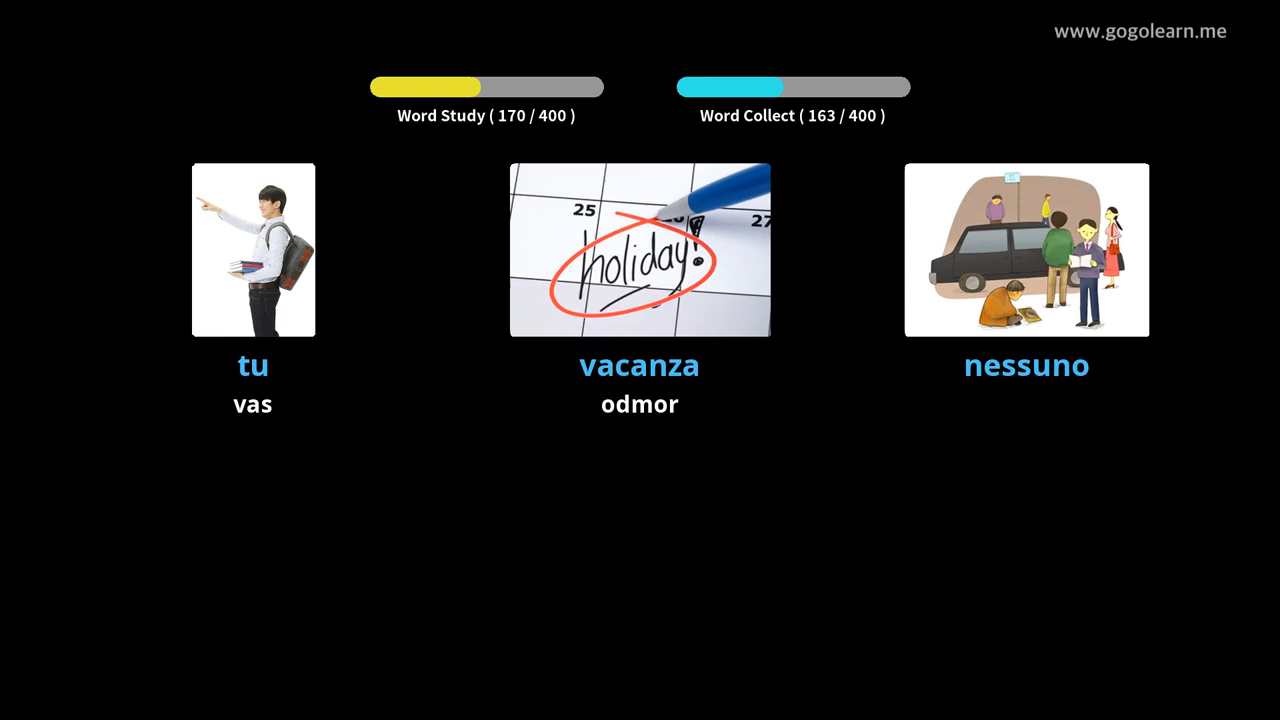 www.gogolearn.me
Word Study ( 170 / 400 )
Word Collect ( 163 / 400 )
25
27
holiday!
tu
vacanza
nessuno
vas
odmor